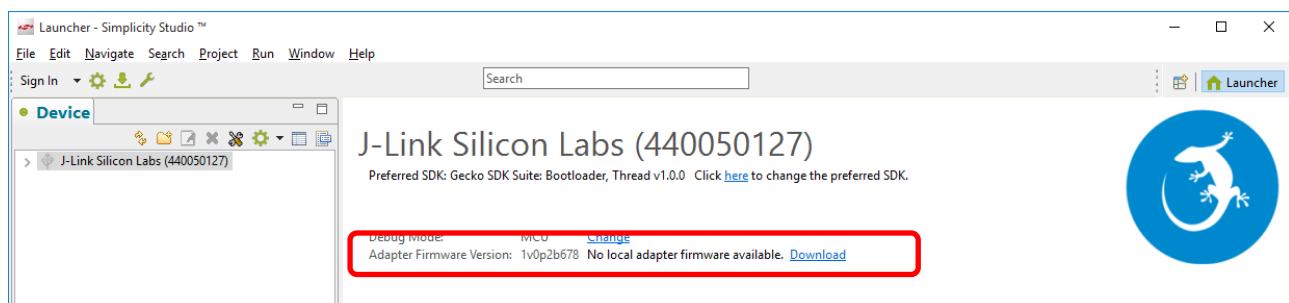 Launcher - Simplicity Studio ™
File Edit Navigate Search Project Run Window Help
Sign In
Search
Launcher
Device
J-Link Silicon Labs (440050127)
J-Link Silicon Labs (440050127)
Preferred SDK: Gecko SDK Suite: Bootloader, Thread v1.0.0 Click here to change the preferred SDK.
Debug Mode: MCU Change
Adapter Firmware Version: 1v0p2b678 No local adapter firmware available. Download